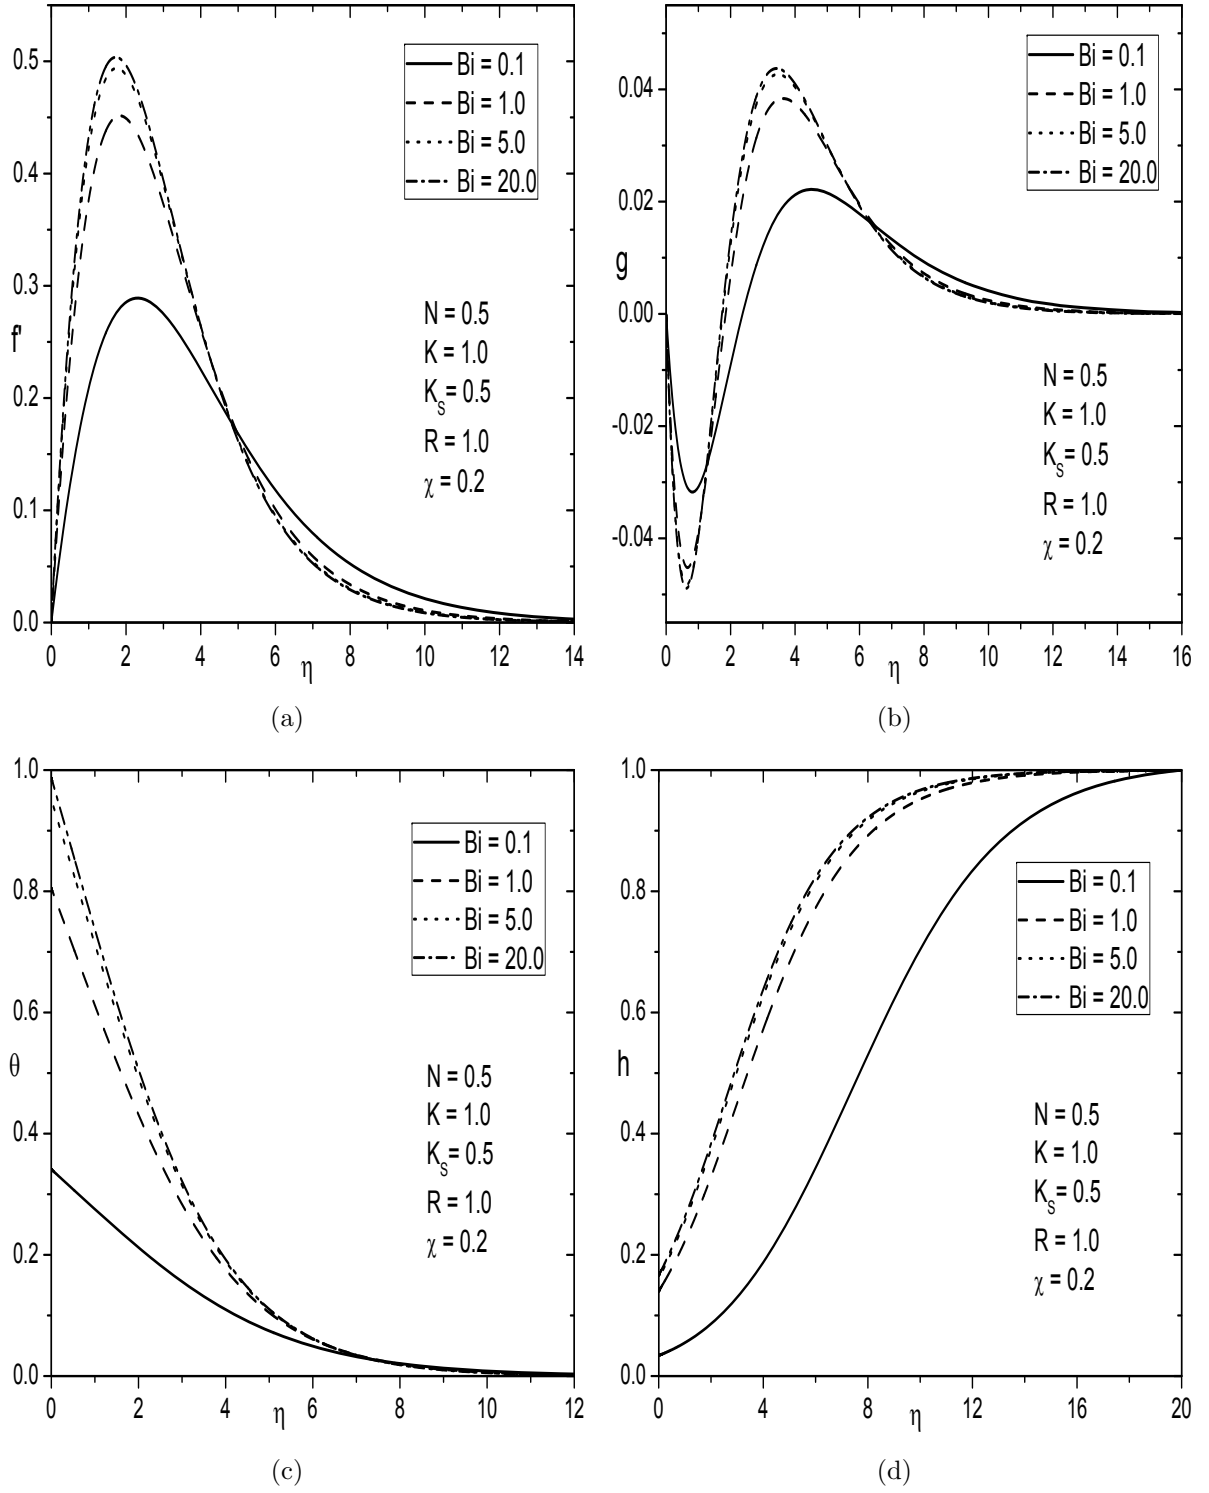 0.5
0.4
0.3
0.2
0.1
0.0
f'
0 2 4 6 8 10 12 14
η
Bi = 0.1
Bi = 1.0
Bi = 5.0
Bi = 20.0
N = 0.5
K = 1.0
Ks= 0.5
R = 1.0
χ = 0.2
(a)
0.04
0.02
0.00
-0.02
-0.04
g
0 2 4 6 8 10 12 14 16
η
Bi = 0.1
Bi = 1.0
Bi = 5.0
Bi = 20.0
N = 0.5
K = 1.0
Ks= 0.5
R = 1.0
χ = 0.2
(b)
1.0
0.8
0.6
0.4
0.2
0.0
θ
0 2 4 6 8 10 12
η
Bi = 0.1
Bi = 1.0
Bi = 5.0
Bi = 20.0
N = 0.5
K = 1.0
Ks= 0.5
R = 1.0
χ = 0.2
(c)
1.0
0.8
0.6
0.4
0.2
0.0
h
0 4 8 12 16 20
η
Bi = 0.1
Bi = 1.0
Bi = 5.0
Bi = 20.0
N = 0.5
K = 1.0
Ks= 0.5
R = 1.0
χ = 0.2
(d)